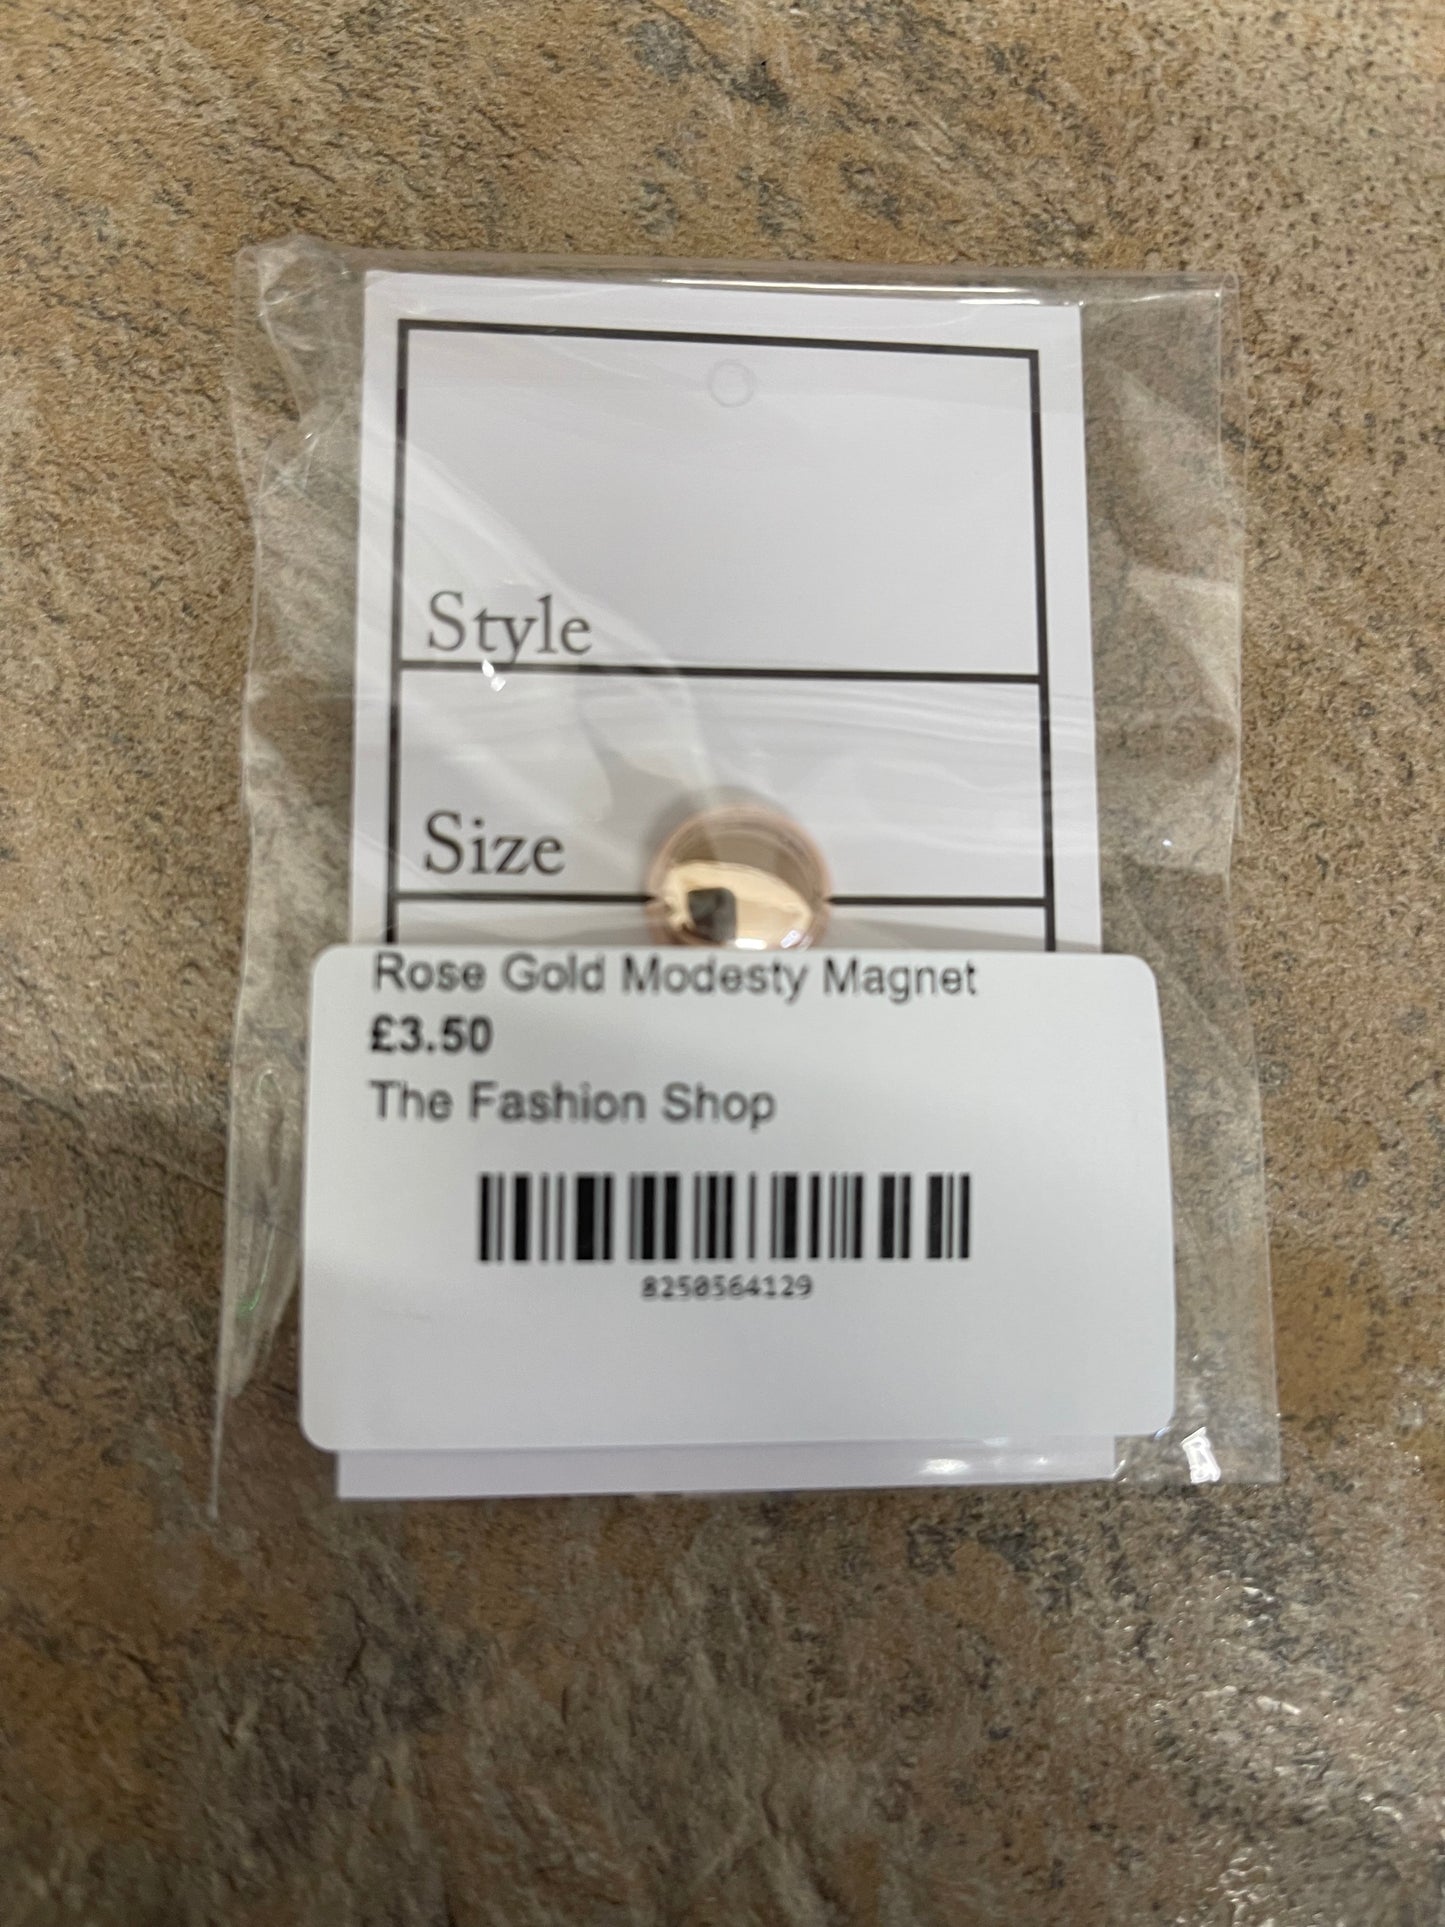 Style
Size
Rose Gold Modesty Magnet
£3.50
The Fashion Shop
8250564129